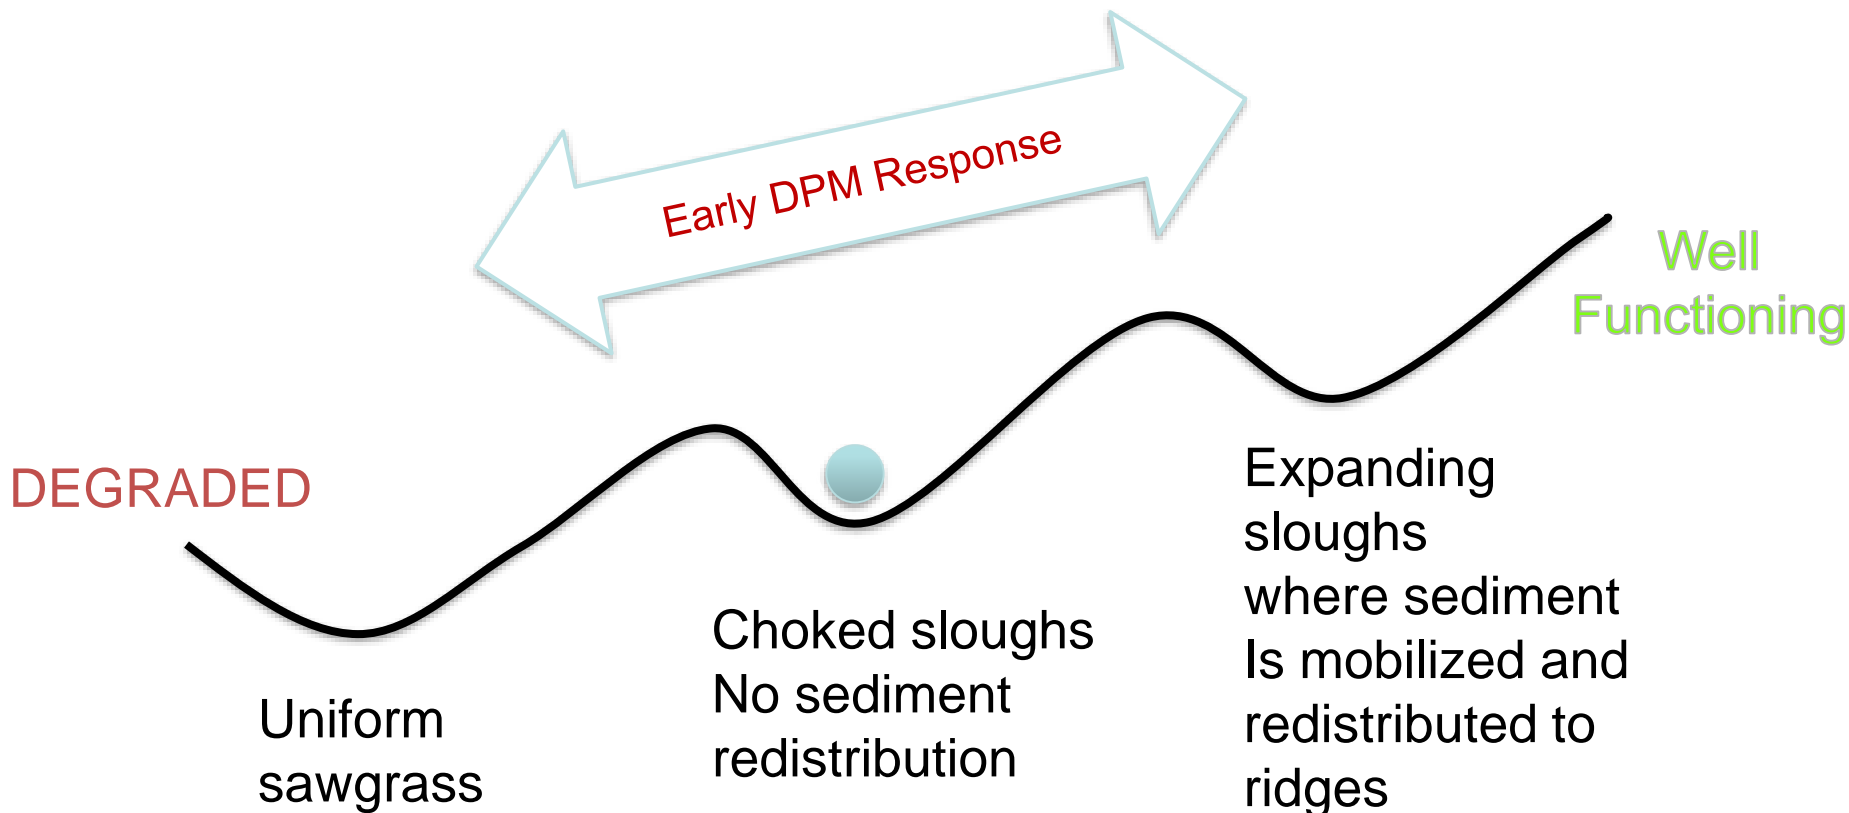 Early DPM Response
Well
Functioning
DEGRADED
Uniform
sawgrass
Choked sloughs
No sediment
redistribution
Expanding
sloughs
where sediment
Is mobilized and
redistributed to
ridges